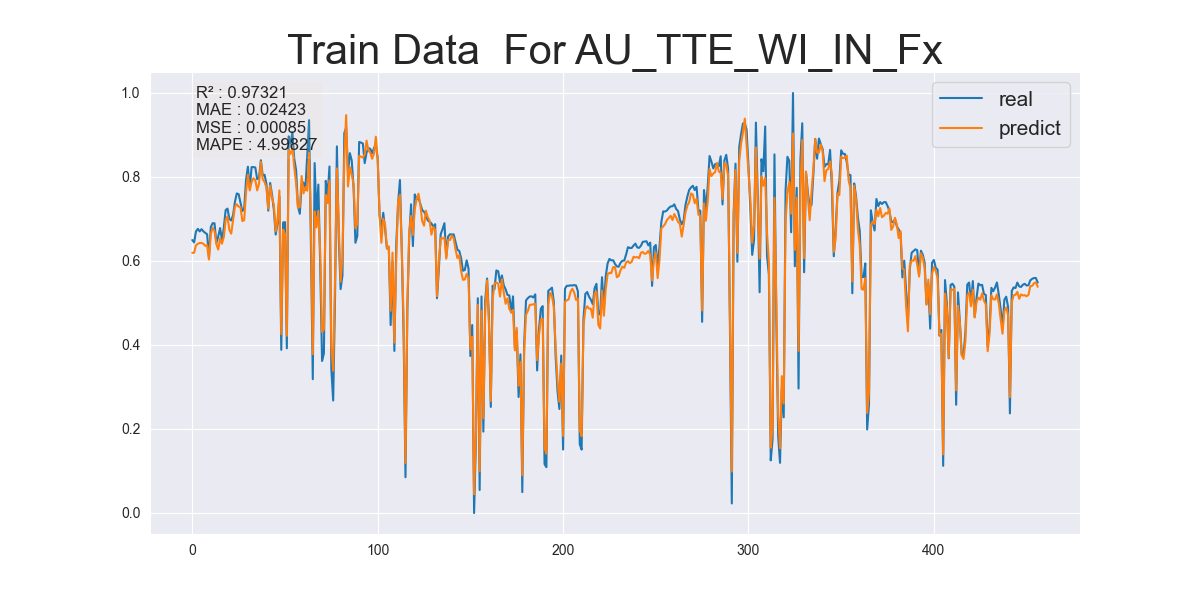 Train Data  For AU_TTE_WI_IN_Fx
R² : 0.97321
MAE : 0.02423
MSE : 0.00085
MAPE : 4.99827
real
predict
1.0
0.8
0.6
0.4
0.2
0.0
0
100
200
300
400